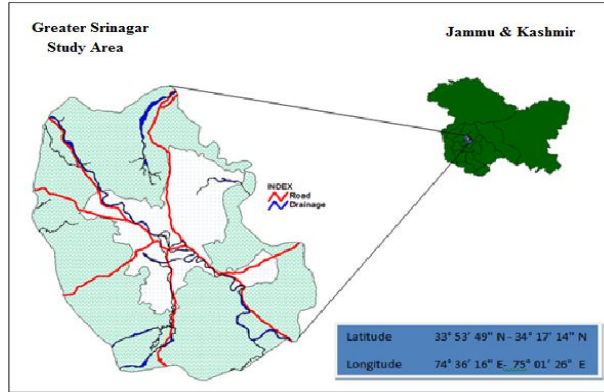 Greater Srinagar
Study Area
Jammu & Kashmir
INDEX
Road
Drainage
Latitude 33° 53' 49" N - 34° 17' 14" N
Longitude 74° 36' 16" E- 75° 01' 26" E